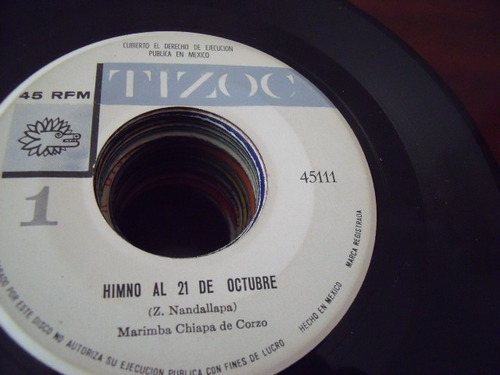 CUBIERTO EL DERECHO DE EJECUCION
PUBLICA EN MEXICO
TIZOC
45 RPM
1
45111
HIMNO AL 21 DE OCTUBRE
(Z. Nandallapa)
Marimba Chiapa de Corzo
MARCA REGISTRADA
HECHO EN MEXICO
POR ESTE DISCO NO AUTORIZA SU EJECUCION PUBLICA CON FINES DE LUCRO